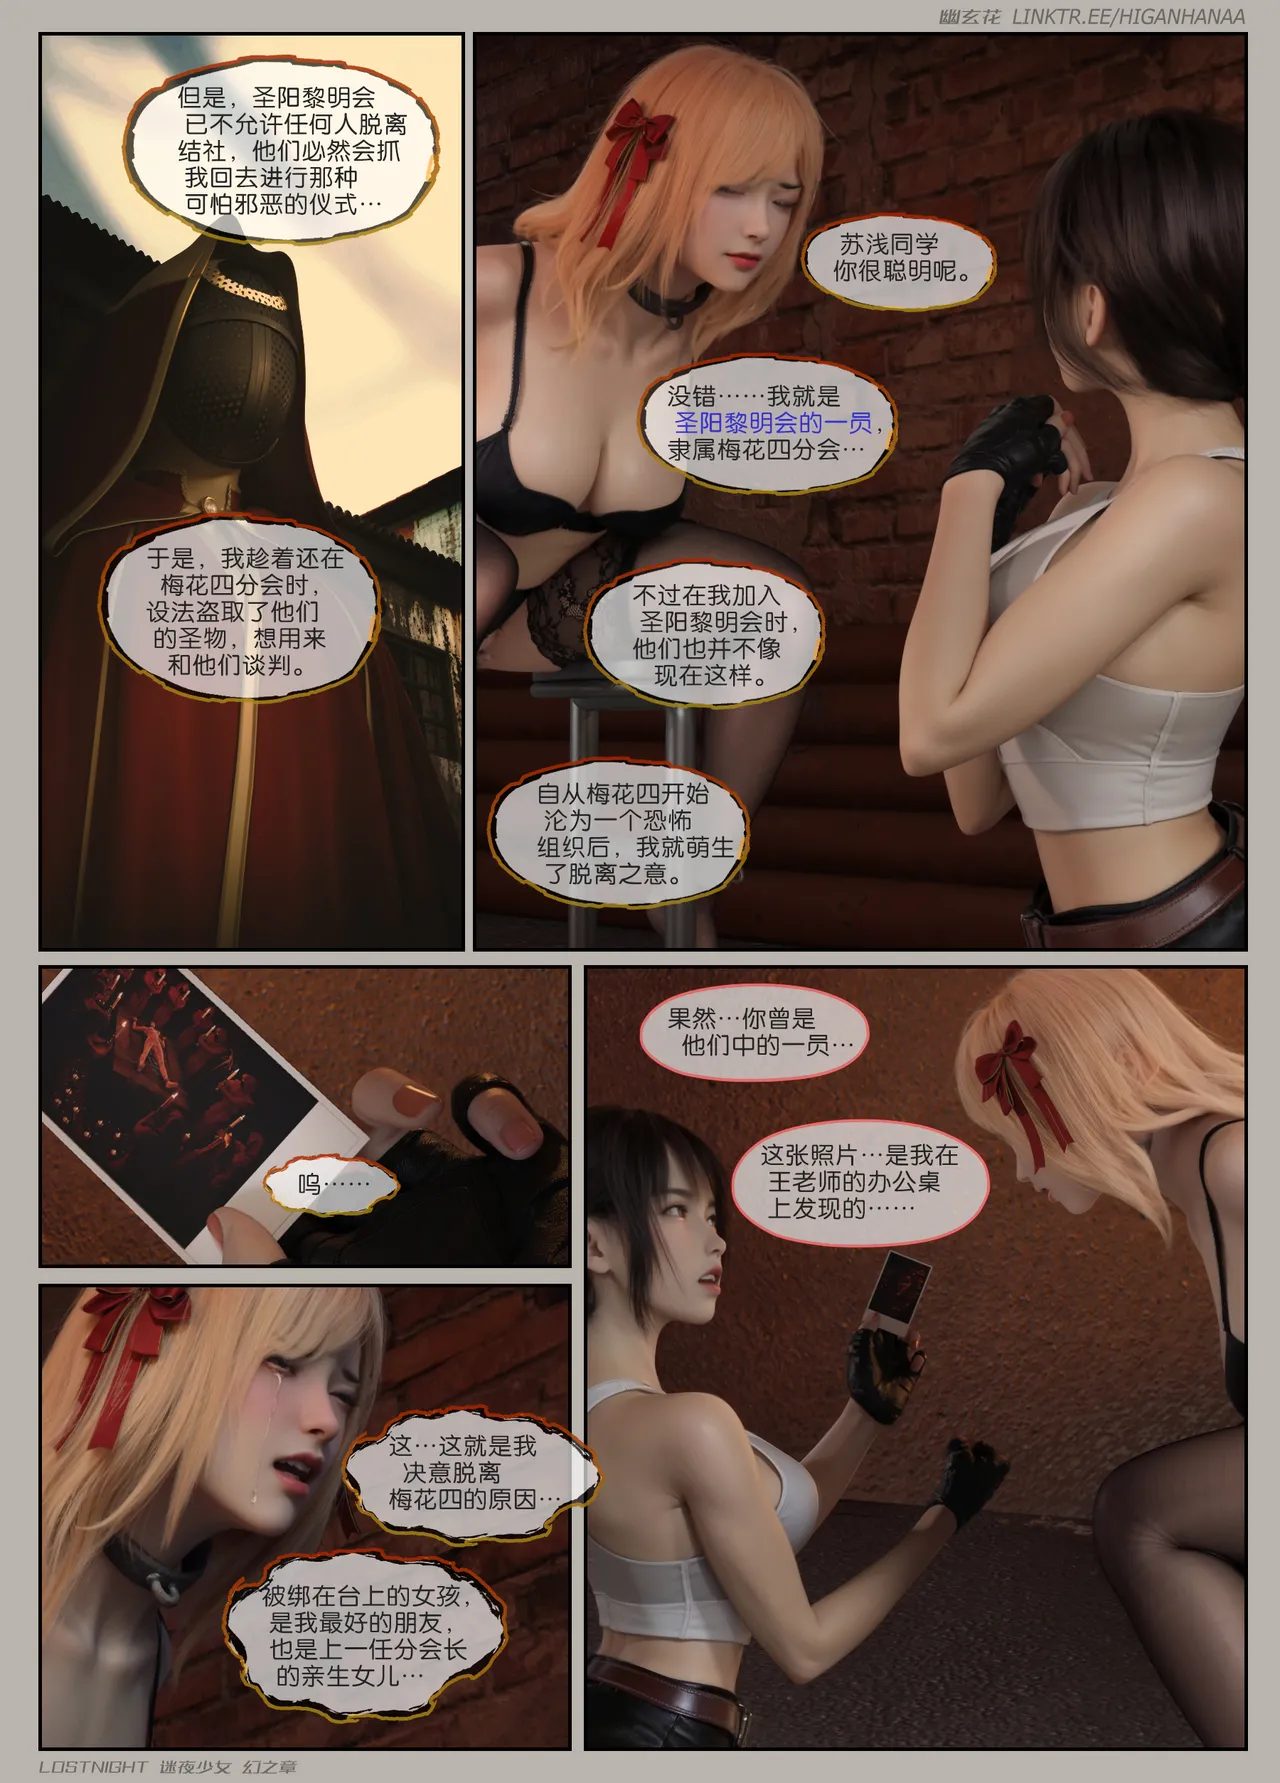 幽玄花 LINKTR.EE/HIGANHANAA
但是，圣阳黎明会
已不允许任何人脱离
结社，他们必然会抓
我回去进行那种
可怕邪恶的仪式…
于是，我趁着还在
梅花四分会时，
设法盗取了他们
的圣物，想用来
和他们谈判。
苏浅同学
你很聪明呢。
没错……我就是
圣阳黎明会的一员，
隶属梅花四分会…
不过在我加入
圣阳黎明会时，
他们也并不像
现在这样。
自从梅花四开始
沦为一个恐怖
组织后，我就萌生
了脱离之意。
呜……
果然…你曾是
他们中的一员…
这张照片…是我在
王老师的办公桌
上发现的……
这…这就是我
决意脱离
梅花四的原因…
被绑在台上的女孩，
是我最好的朋友，
也是上一任分会长
的亲生女儿…
LOSTNIGHT 迷夜少女 幻之章